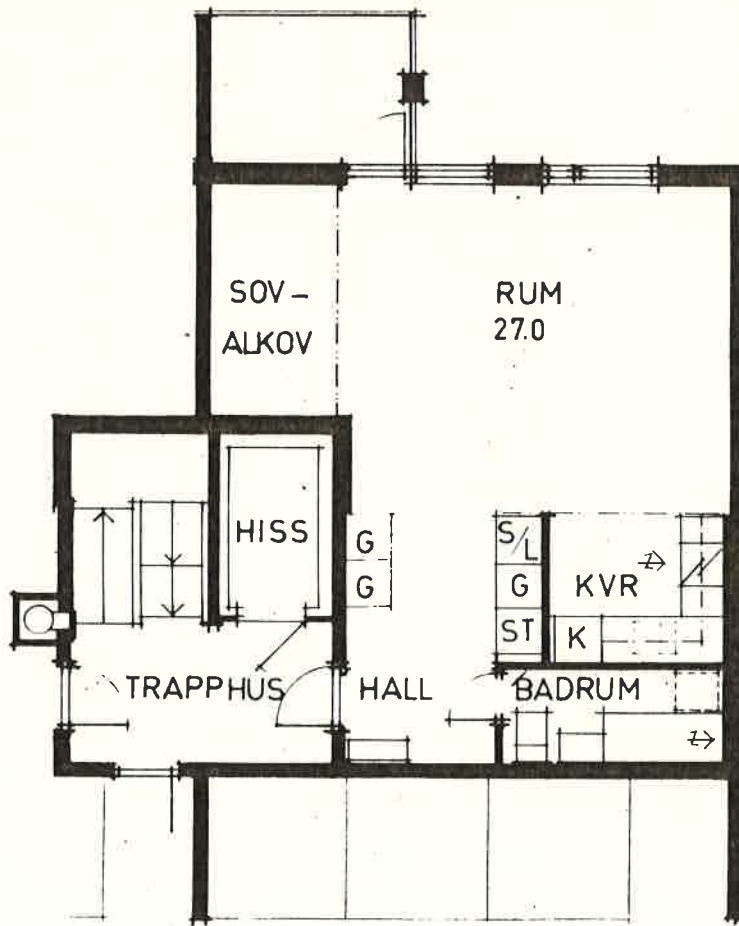 SOV-
ALKOV
RUM
27.0
HISS
G
G
S/L
G
ST
K
KVR
TRAPPHUS
HALL
BADRUM